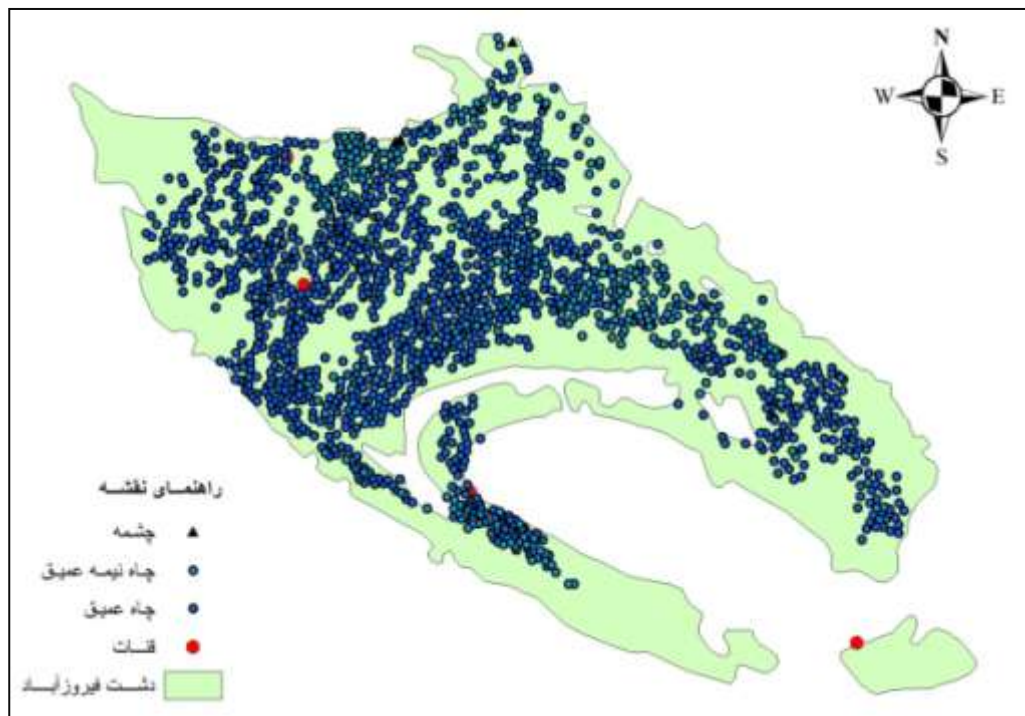 N
W E
S
راهنمای نقشه
چشمه
چاه نیمه عمیق
چاه عمیق
قنات
دشت فیروزآباد